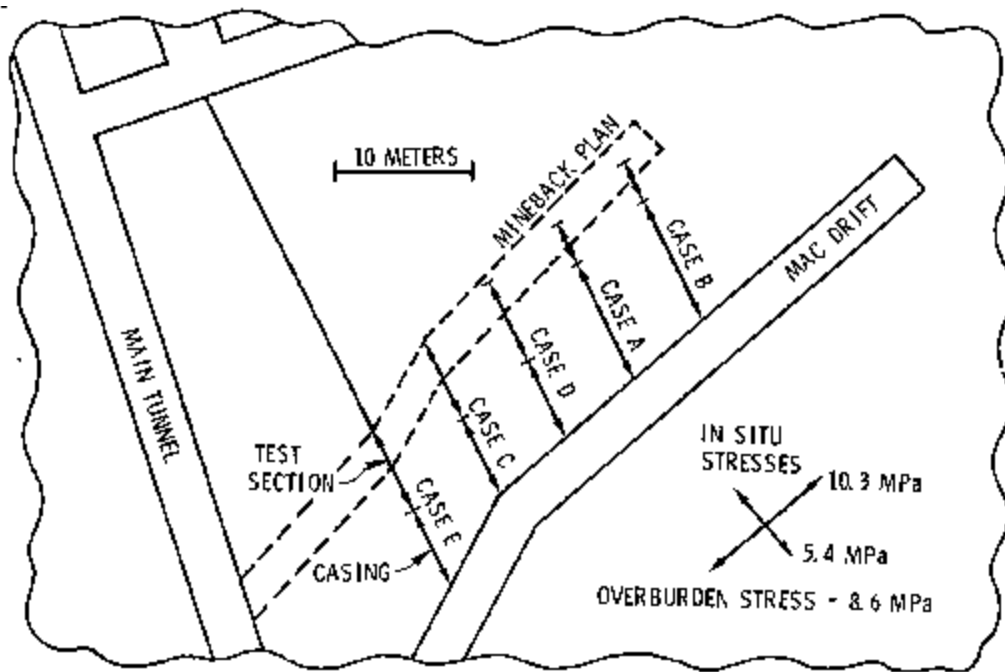 10 METERS
MINEBACK PLAN
MAC DRIFT
CASE B
CASE A
CASE D
CASE C
CASE E
MAIN TUNNEL
TEST
SECTION
CASING
IN SITU
STRESSES
10.3 MPa
5.4 MPa
OVERBURDEN STRESS - 8.6 MPa